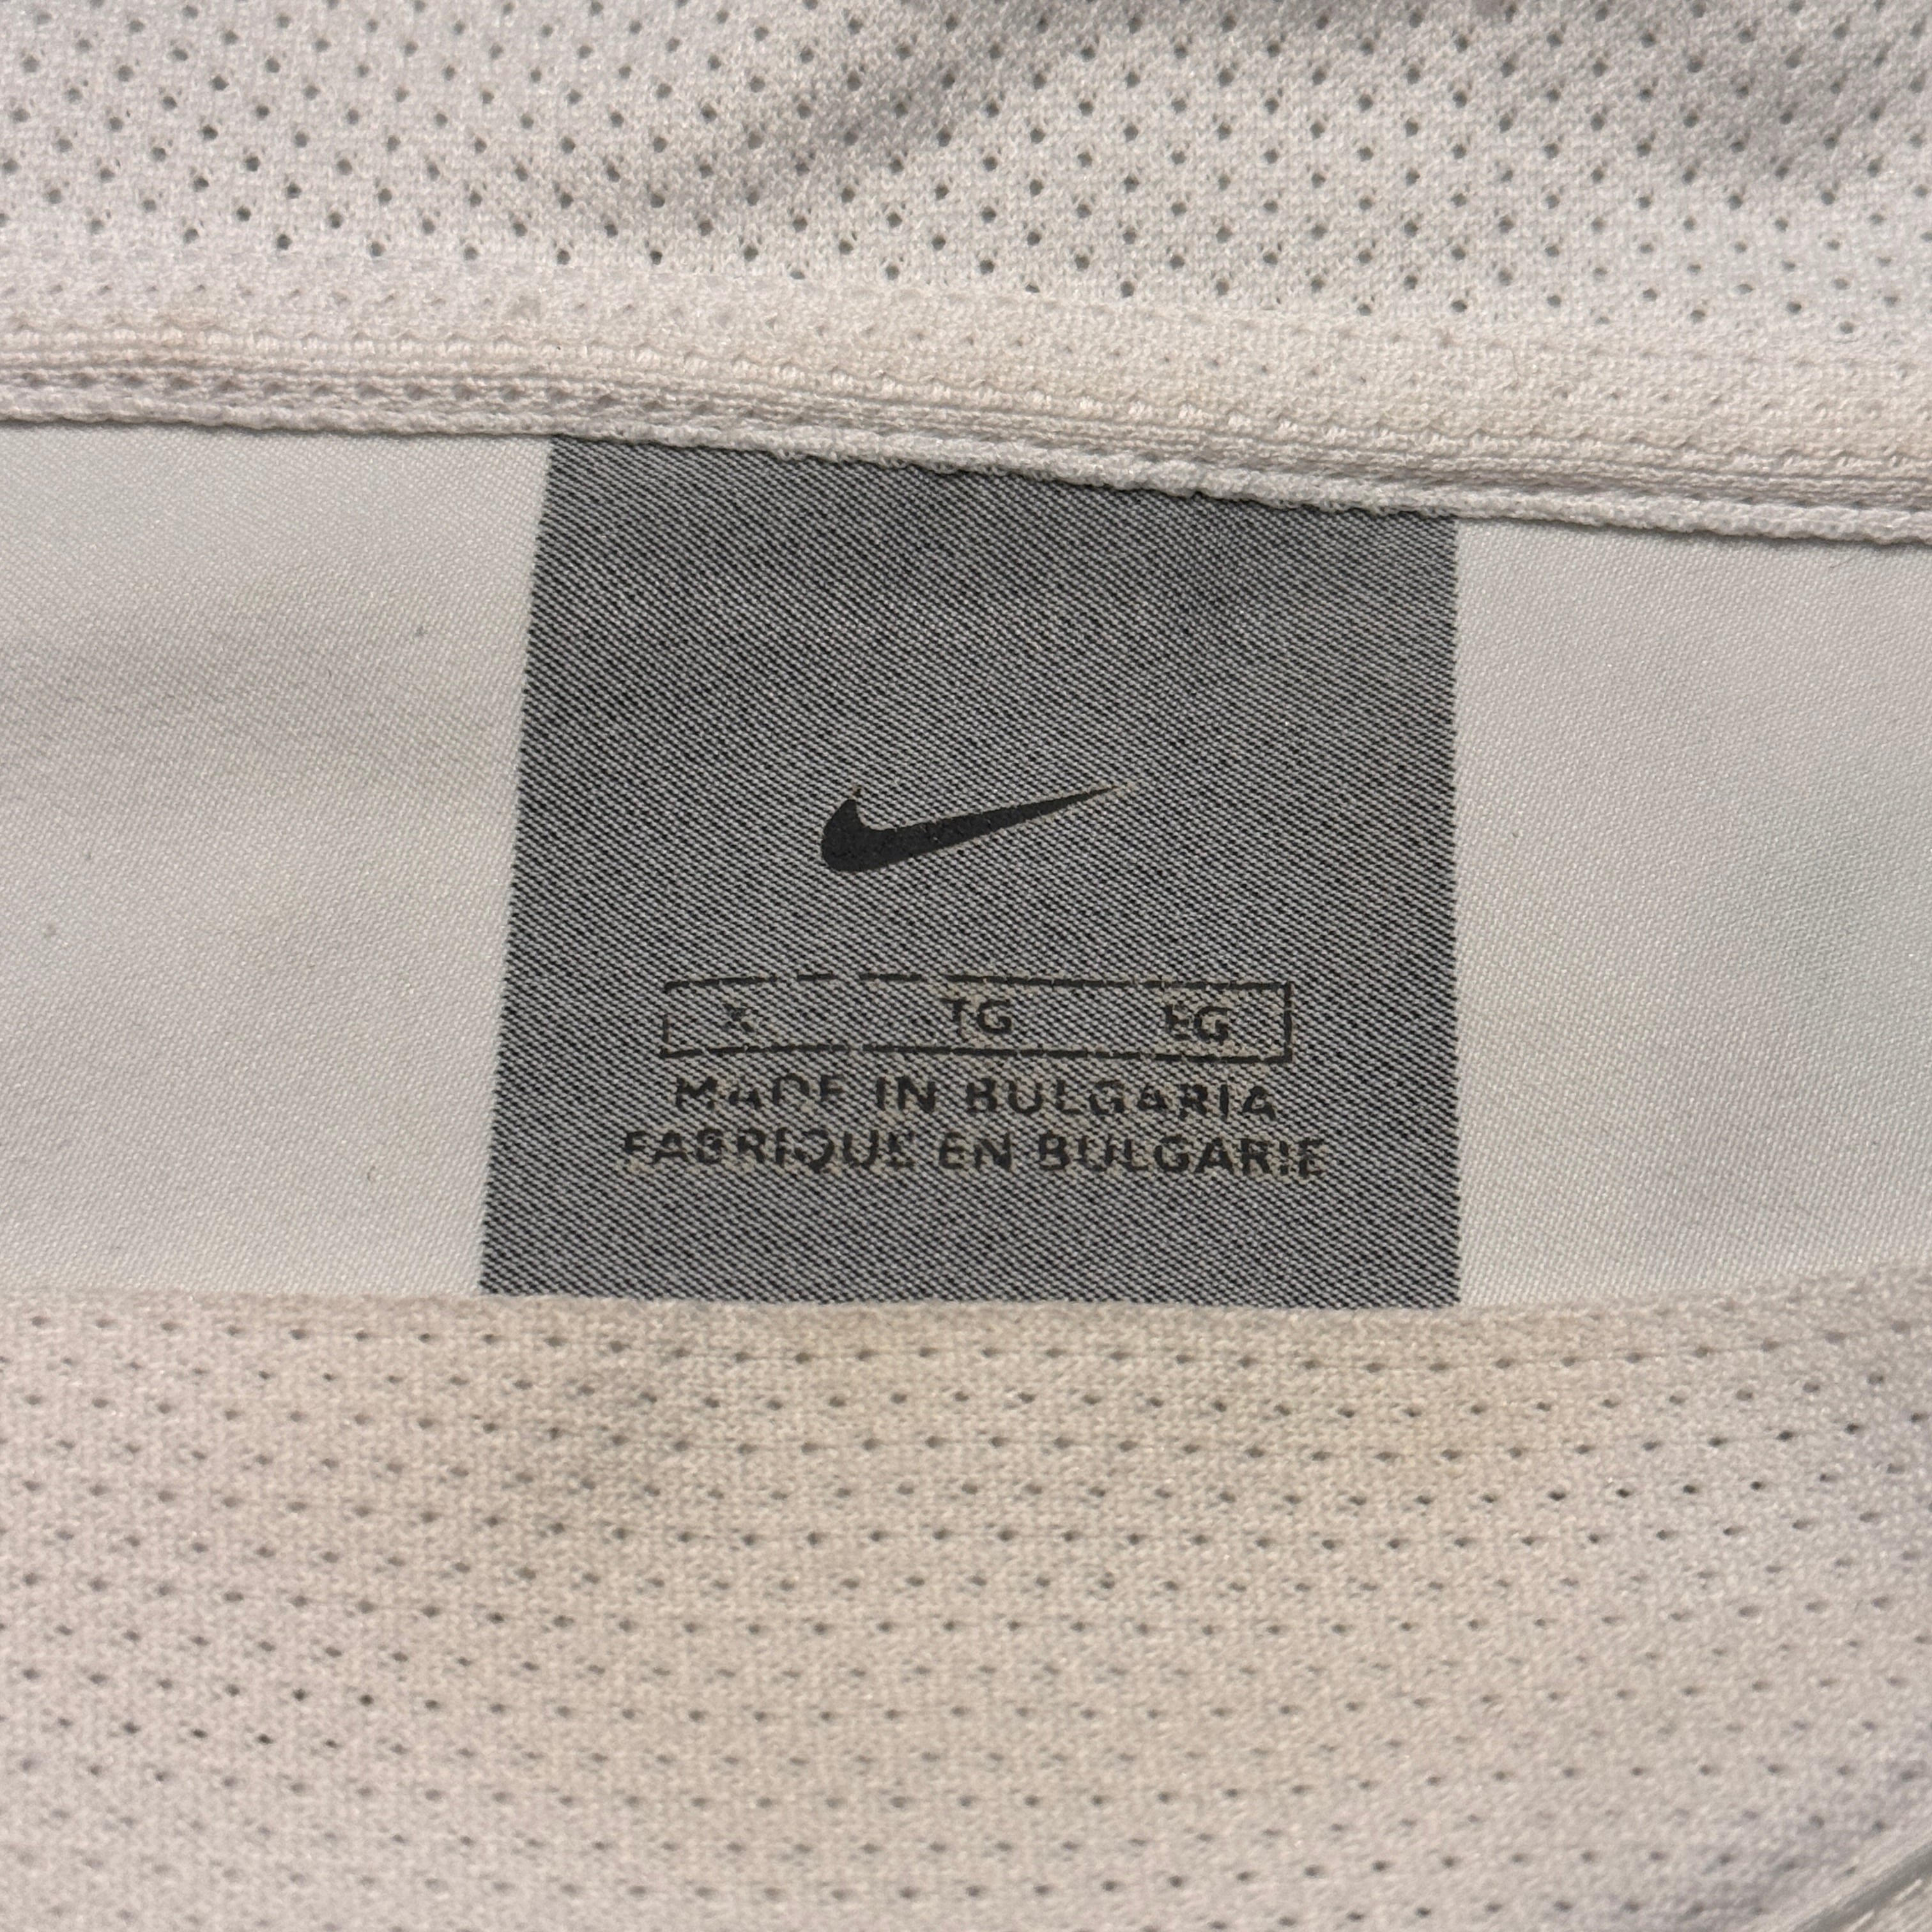 TG EG
MADE IN BULGARIA
FABRIQUE EN BULGARIE